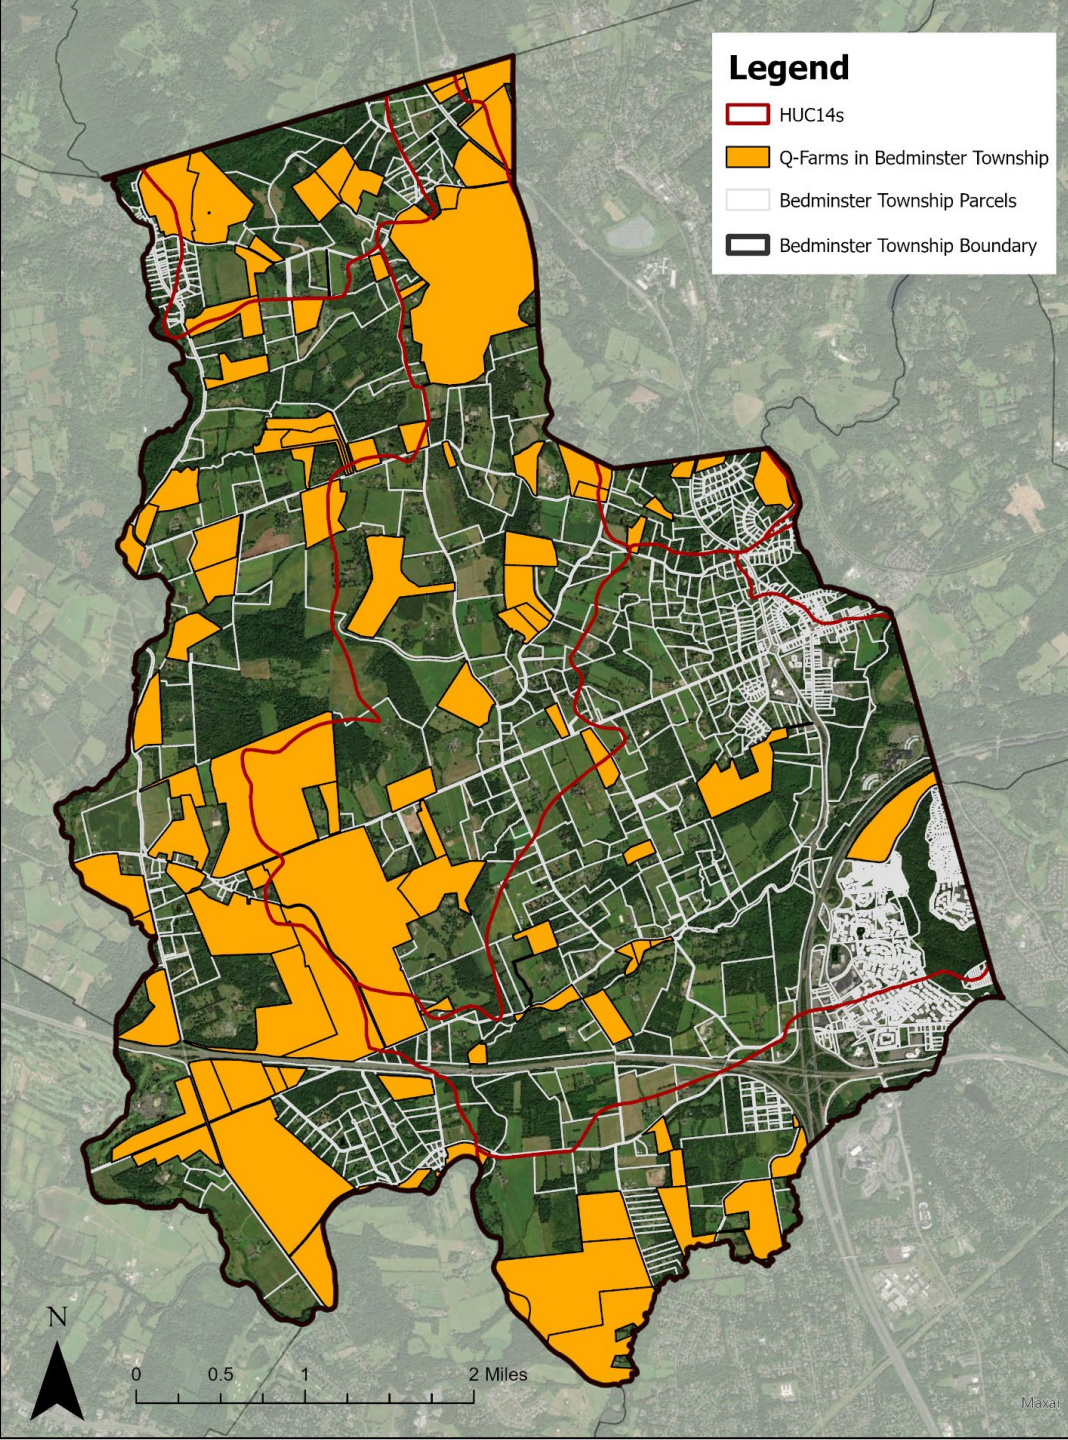 Legend
HUC14s
Q-Farms in Bedminster Township
Bedminster Township Parcels
Bedminster Township Boundary
N
0 0.5 1 2 Miles
Maxar